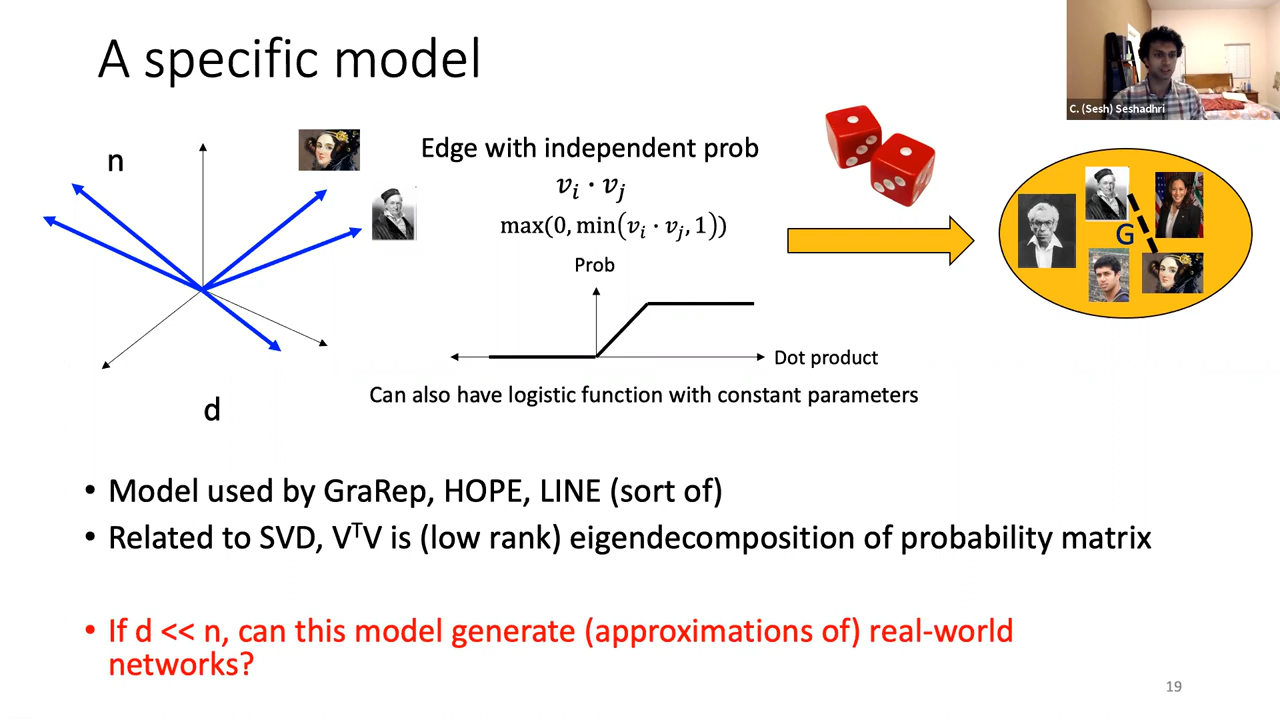 A specific model
C. (Sesh) Seshadhri
n
Edge with independent prob
v_i · v_j
max(0, min(v_i · v_j, 1))
G
Prob
Dot product
d
Can also have logistic function with constant parameters
• Model used by GraRep, HOPE, LINE (sort of)
• Related to SVD, VᵀV is (low rank) eigendecomposition of probability matrix
• If d << n, can this model generate (approximations of) real-world
networks?
19